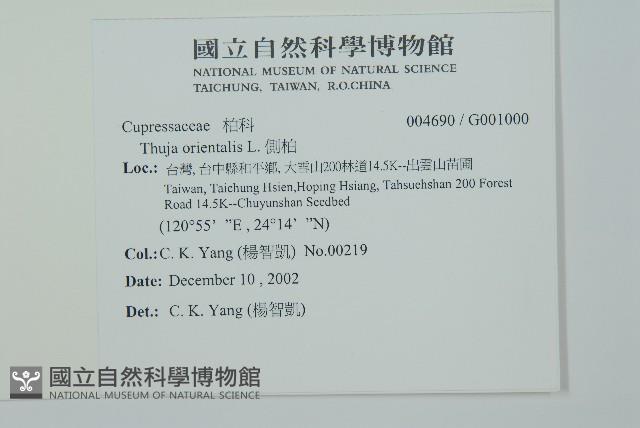 國立自然科學博物館
NATIONAL MUSEUM OF NATURAL SCIENCE
TAICHUNG, TAIWAN, R.O.CHINA
Cupressaceae 柏科 004690 / G001000
Thuja orientalis L. 側柏
Loc.: 台灣, 台中縣和平鄉, 大雪山200林道14.5K--出雲山苗圃
Taiwan, Taichung Hsien,Hoping Hsiang, Tahsuehshan 200 Forest
Road 14.5K--Chuyunshan Seedbed
(120°55’ ”E , 24°14’ ”N)
Col.: C. K. Yang (楊智凱) No.00219
Date: December 10 , 2002
Det.: C. K. Yang (楊智凱)
國立自然科學博物館
NATIONAL MUSEUM OF NATURAL SCIENCE